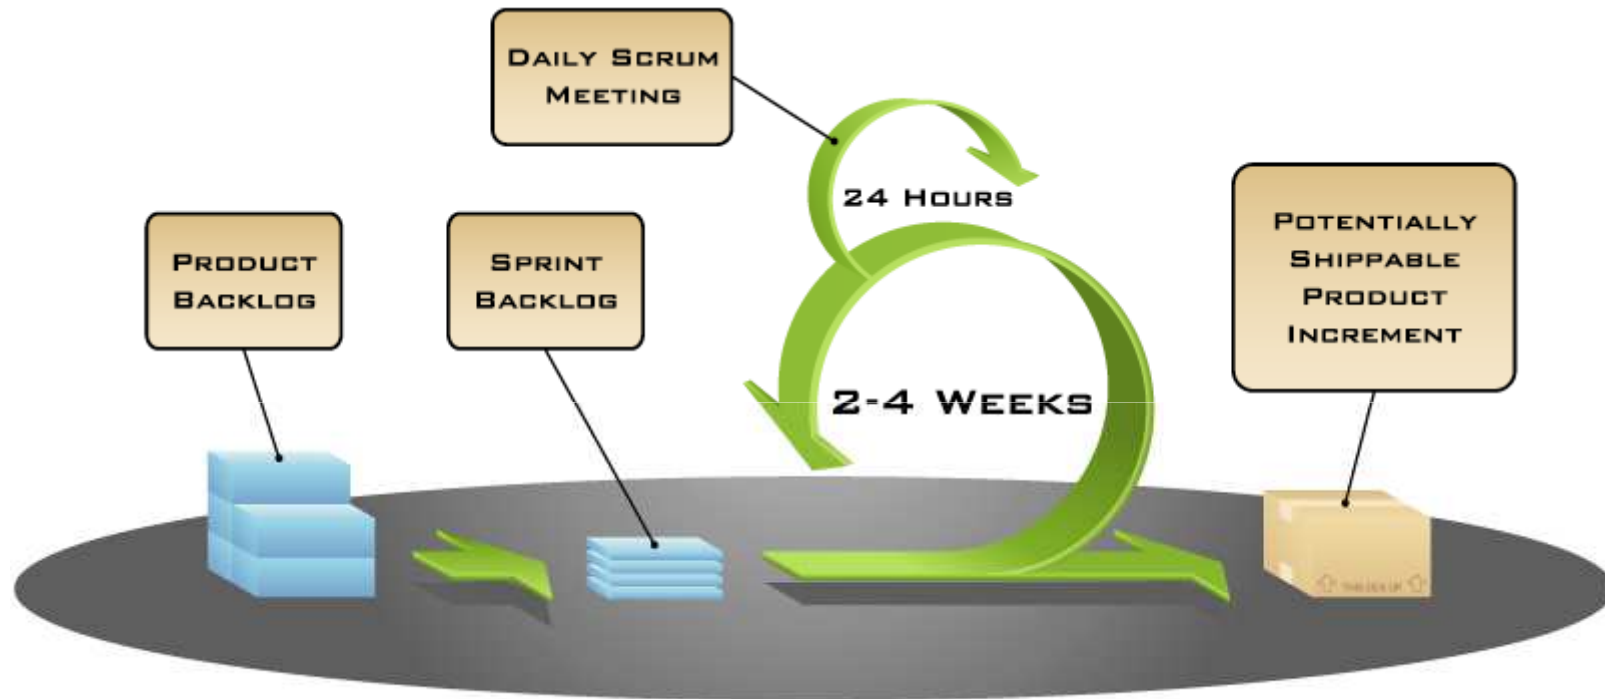 DAILY SCRUM
MEETING
24 HOURS
PRODUCT
BACKLOG
SPRINT
BACKLOG
POTENTIALLY
SHIPPABLE
PRODUCT
INCREMENT
2-4 WEEKS